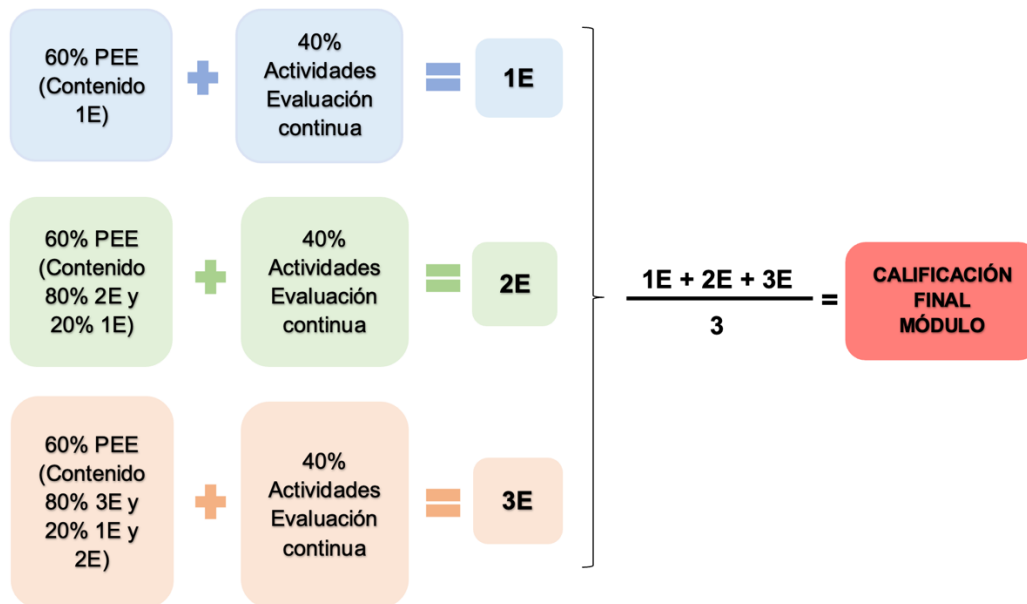 60% PEE
(Contenido
1E)
40%
Actividades
Evaluación
continua
1E
60% PEE
(Contenido
80% 2E y
20% 1E)
40%
Actividades
Evaluación
continua
2E
60% PEE
(Contenido
80% 3E y
20% 1E y
2E)
40%
Actividades
Evaluación
continua
3E
1E + 2E + 3E
3
=
CALIFICACIÓN
FINAL
MÓDULO